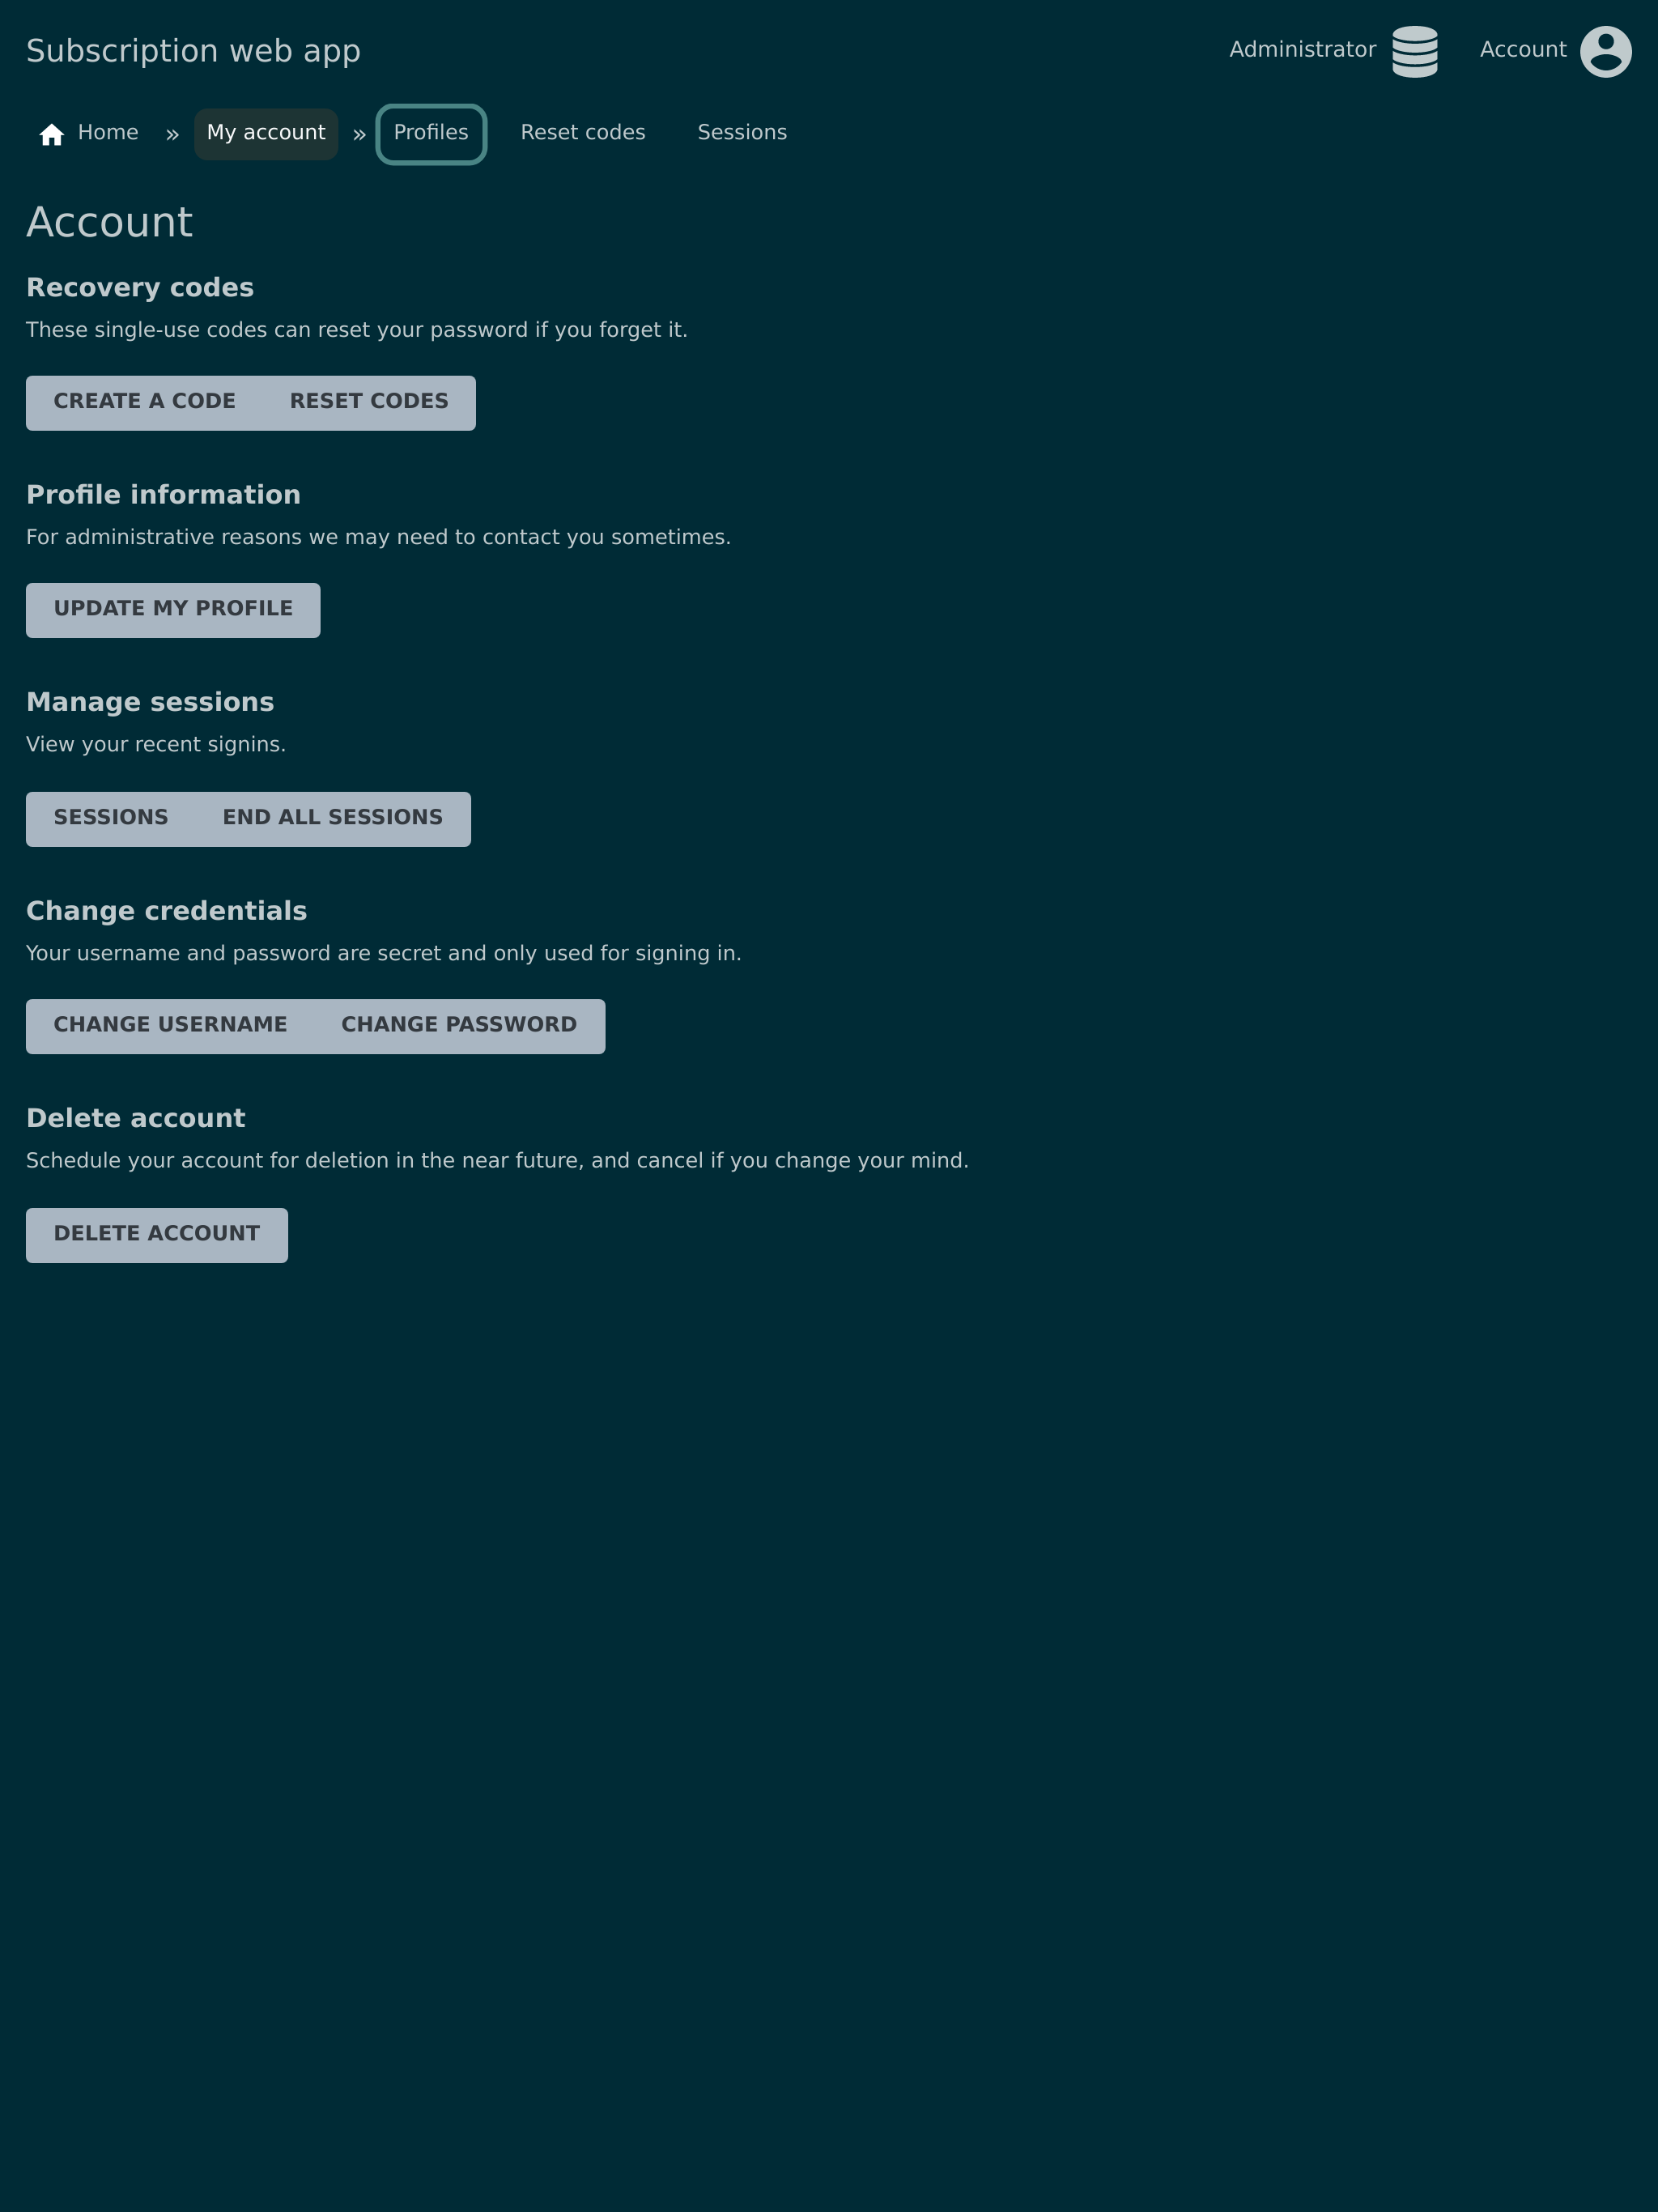 Subscription web app Administrator Account
Home » My account » Profiles Reset codes Sessions
Account
Recovery codes
These single-use codes can reset your password if you forget it.
CREATE A CODE RESET CODES
Profile information
For administrative reasons we may need to contact you sometimes.
UPDATE MY PROFILE
Manage sessions
View your recent signins.
SESSIONS END ALL SESSIONS
Change credentials
Your username and password are secret and only used for signing in.
CHANGE USERNAME CHANGE PASSWORD
Delete account
Schedule your account for deletion in the near future, and cancel if you change your mind.
DELETE ACCOUNT